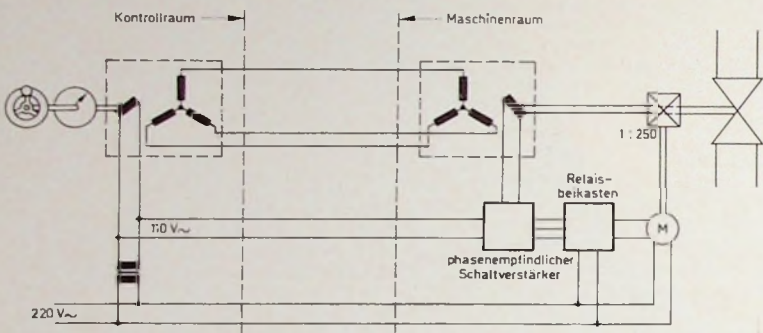 Kontrollraum
Maschinenraum
1 : 250
Relais-
beikasten
M
110 V~
phasenempfindlicher
Schaltverstärker
220 V~